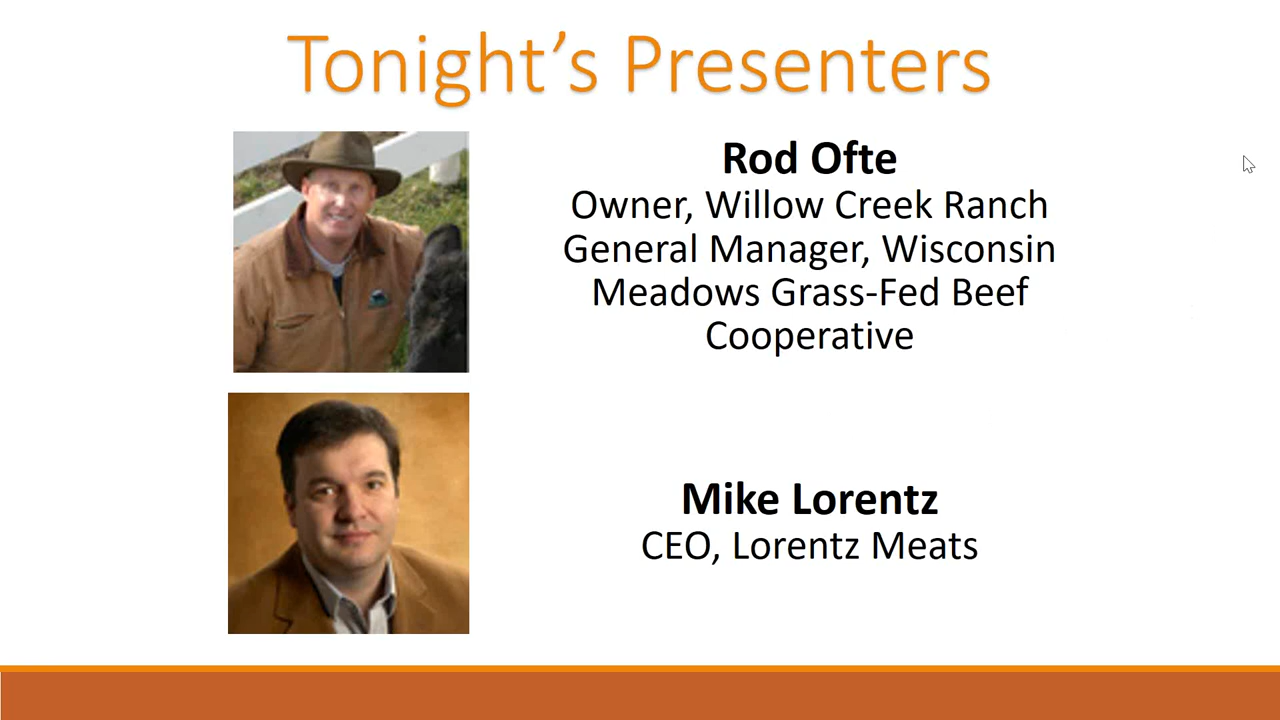 Tonight’s Presenters
Rod Ofte
Owner, Willow Creek Ranch
General Manager, Wisconsin
Meadows Grass-Fed Beef
Cooperative
Mike Lorentz
CEO, Lorentz Meats